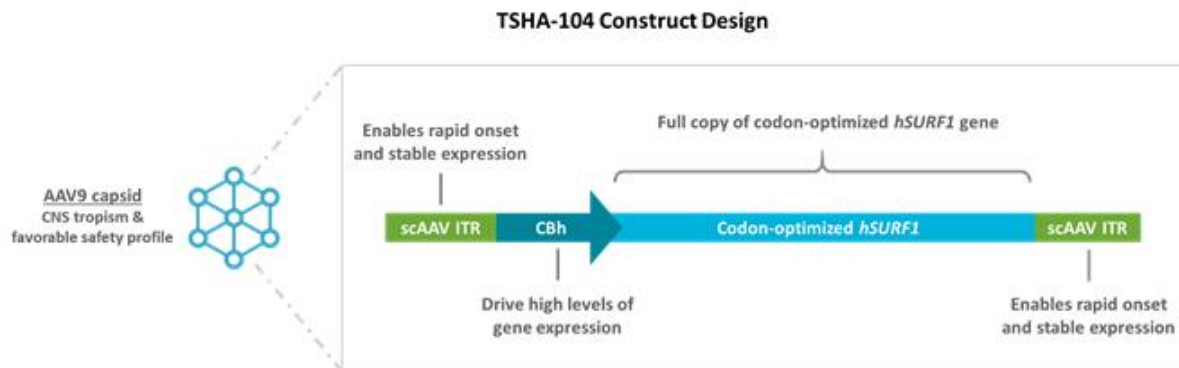 TSHA-104 Construct Design
Enables rapid onset
and stable expression
Full copy of codon-optimized hSURF1 gene
AAV9 capsid
CNS tropism &
favorable safety profile
scAAV ITR
CBh
Codon-optimized hSURF1
scAAV ITR
Drive high levels of
gene expression
Enables rapid onset
and stable expression